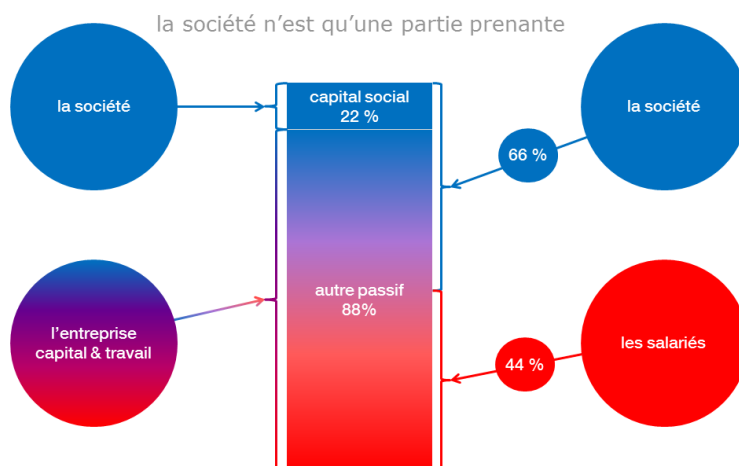 la société n'est qu'une partie prenante
la société
capital social
22 %
la société
66 %
autre passif
88%
l'entreprise
capital & travail
les salariés
44 %